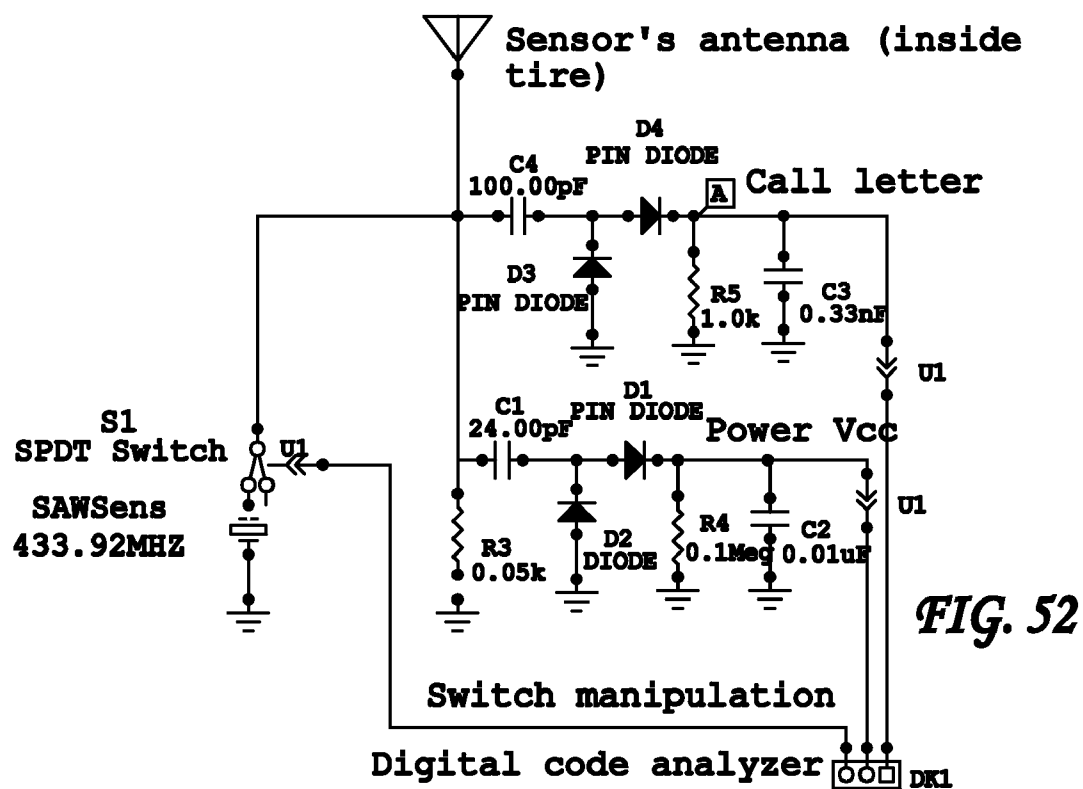 Sensor's antenna (inside
tire)
D4
PIN DIODE
C4
100.00pF
A
Call letter
D3
PIN DIODE
R5
1.0k
C3
0.33nF
U1
D1
PIN DIODE
C1
24.00pF
Power Vcc
S1
SPDT Switch
U1
SAWSens
433.92MHZ
U1
R3
0.05k
D2
DIODE
R4
0.1Meg
C2
0.01uF
FIG. 52
Switch manipulation
Digital code analyzer
DK1